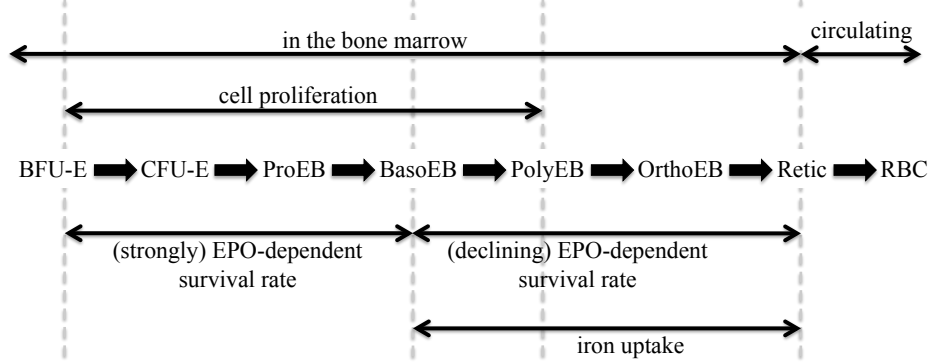 circulating
in the bone marrow
cell proliferation
BFU-E CFU-E ProEB BasoEB PolyEB OrthoEB Retic RBC
(strongly) EPO-dependent
survival rate
(declining) EPO-dependent
survival rate
iron uptake